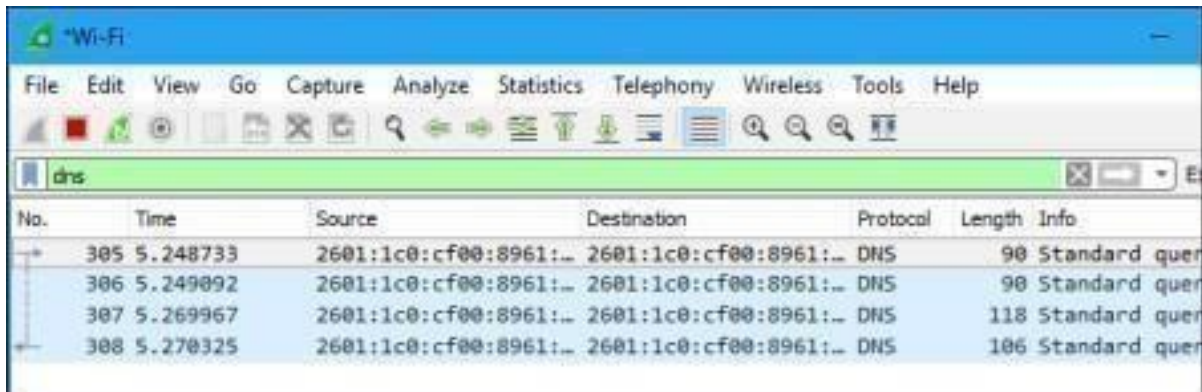 *Wi-Fi
File Edit View Go Capture Analyze Statistics Telephony Wireless Tools Help
dns
No. Time Source Destination Protocol Length Info
305 5.248733 2601:1c0:cf00:8961:… 2601:1c0:cf00:8961:… DNS 90 Standard quer
306 5.249092 2601:1c0:cf00:8961:… 2601:1c0:cf00:8961:… DNS 90 Standard quer
307 5.269967 2601:1c0:cf00:8961:… 2601:1c0:cf00:8961:… DNS 118 Standard quer
308 5.270325 2601:1c0:cf00:8961:… 2601:1c0:cf00:8961:… DNS 106 Standard quer